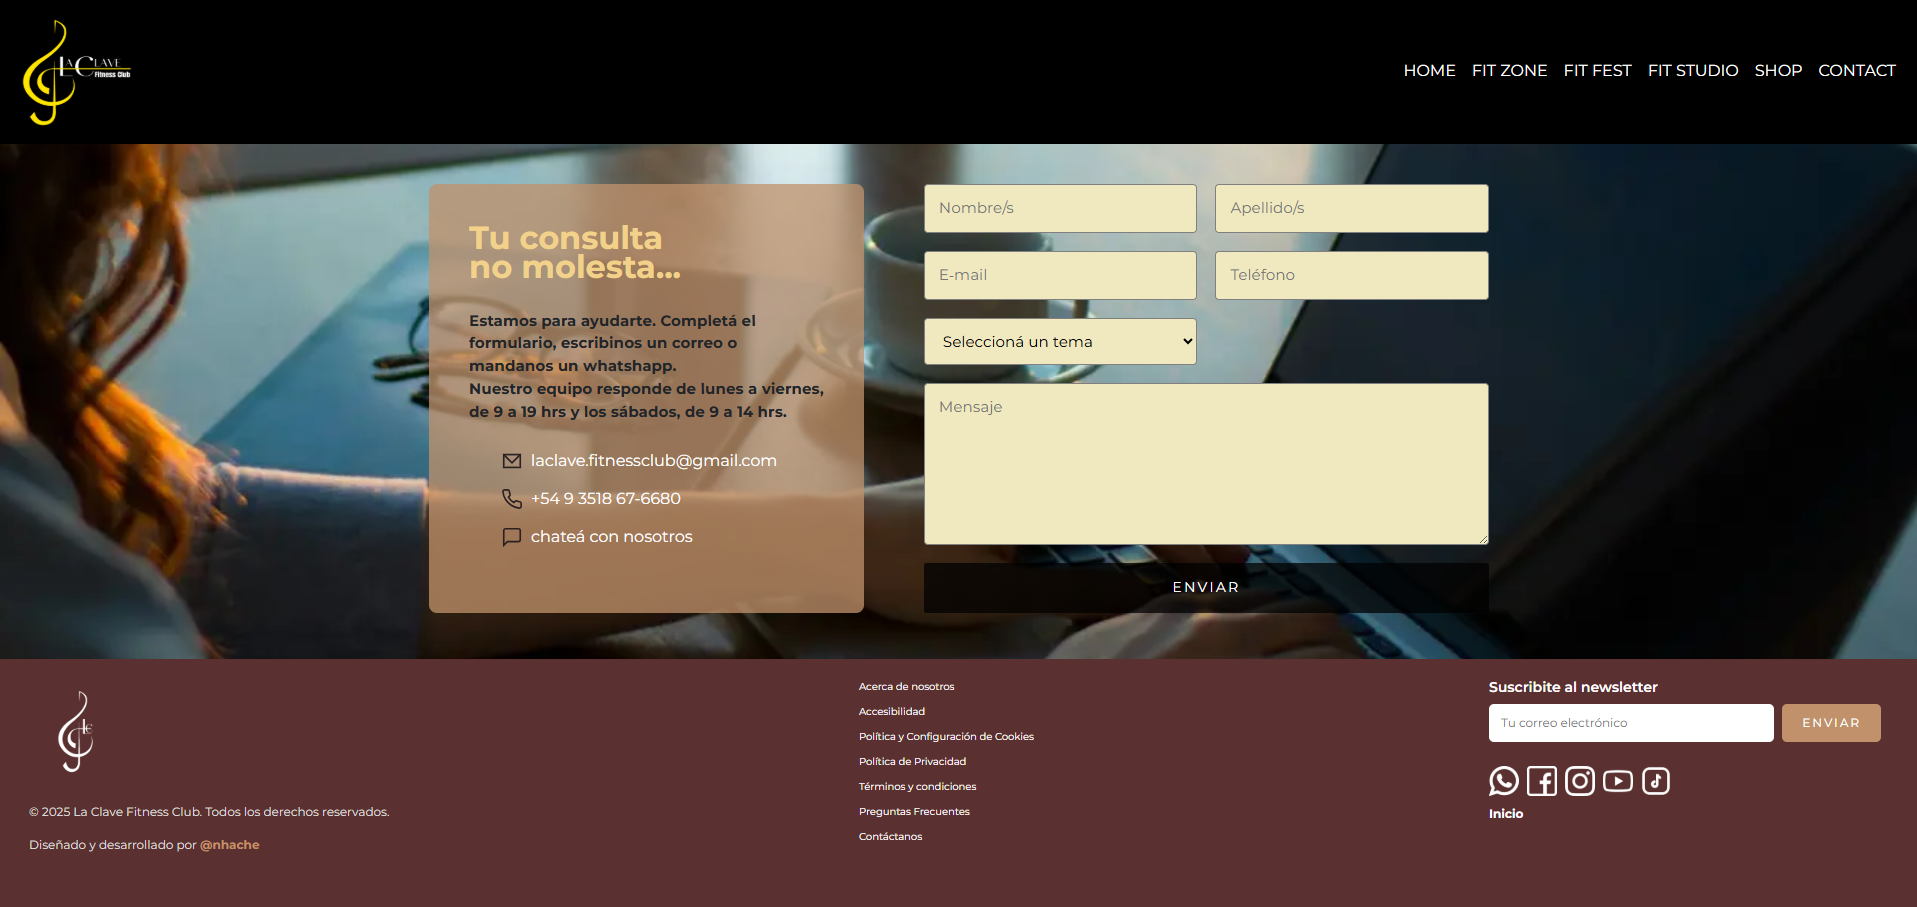 LA CLAVE
Fitness Club
HOME FIT ZONE FIT FEST FIT STUDIO SHOP CONTACT
Tu consulta
no molesta...
Estamos para ayudarte. Completá el
formulario, escribinos un correo o
mandanos un whatshapp.
Nuestro equipo responde de lunes a viernes,
de 9 a 19 hrs y los sábados, de 9 a 14 hrs.
laclave.fitnessclub@gmail.com
+54 9 3518 67-6680
chateá con nosotros
Nombre/s
Apellido/s
E-mail
Teléfono
Seleccioná un tema
Mensaje
ENVIAR
LC
© 2025 La Clave Fitness Club. Todos los derechos reservados.
Diseñado y desarrollado por @nhache
Acerca de nosotros
Accesibilidad
Política y Configuración de Cookies
Política de Privacidad
Términos y condiciones
Preguntas Frecuentes
Contáctanos
Suscribite al newsletter
Tu correo electrónico
ENVIAR
Inicio